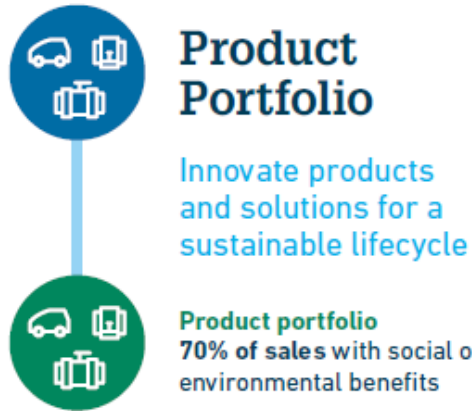 Product
Portfolio
Innovate products
and solutions for a
sustainable lifecycle
Product portfolio
70% of sales with social o
environmental benefits